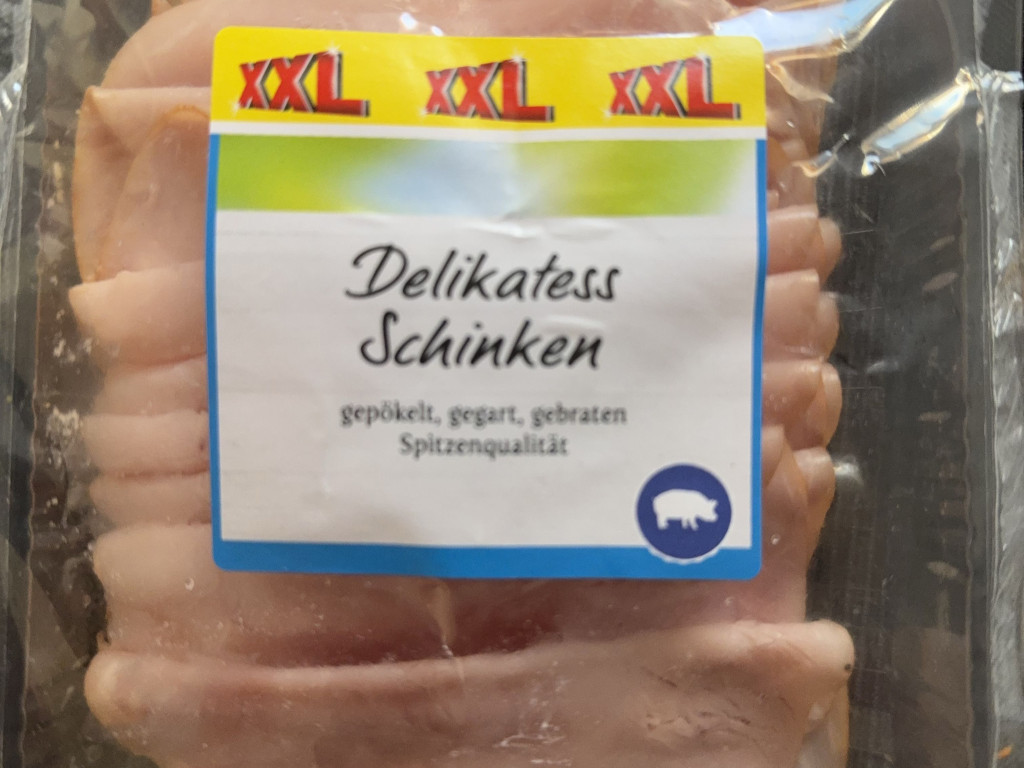 XXL XXL XXL
Delikatess
Schinken
gepökelt, gegart, gebraten
Spitzenqualität